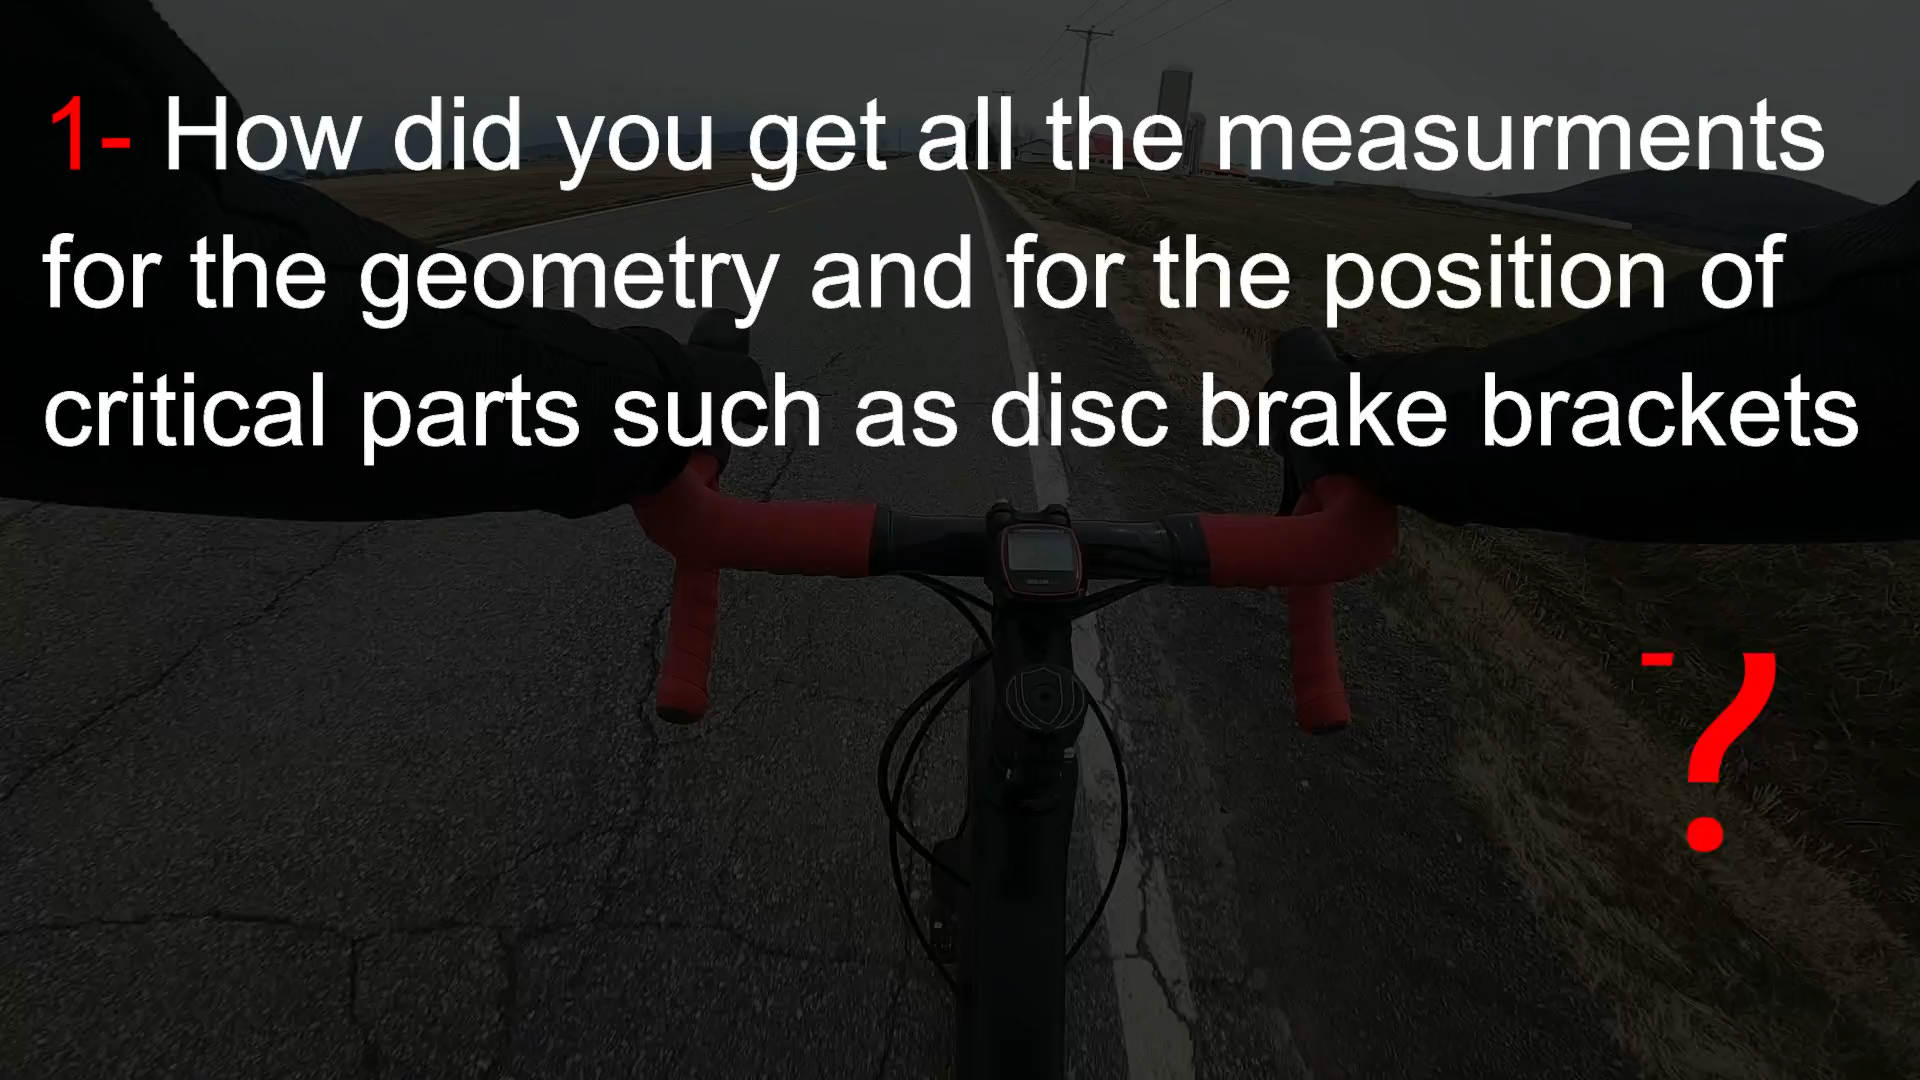 1- How did you get all the measurments
for the geometry and for the position of
critical parts such as disc brake brackets
?